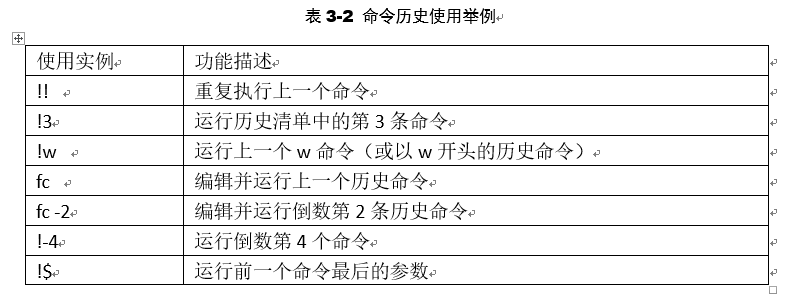 表 3-2 命令历史使用举例
使用实例 功能描述
!! 重复执行上一个命令
!3 运行历史清单中的第 3 条命令
!w 运行上一个 w 命令（或以 w 开头的历史命令）
fc 编辑并运行上一个历史命令
fc -2 编辑并运行倒数第 2 条历史命令
!-4 运行倒数第 4 个命令
!$ 运行前一个命令最后的参数